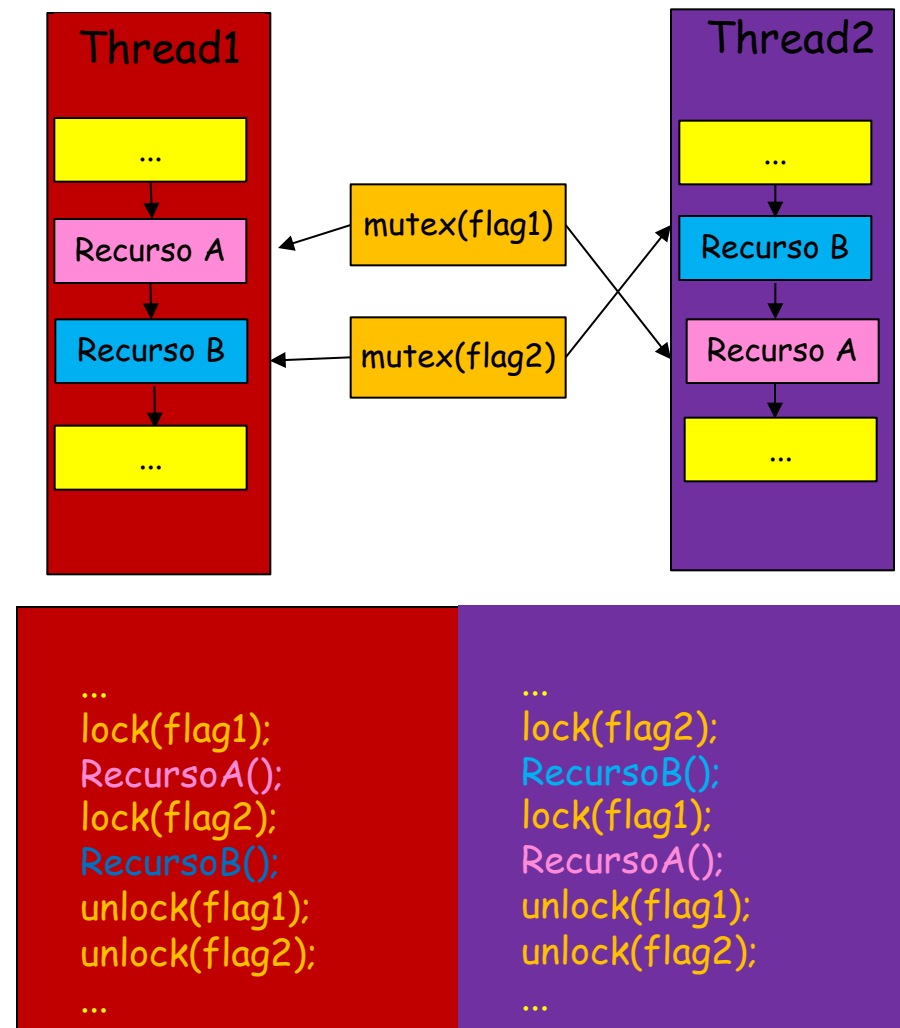 Thread1
...
Recurso A
Recurso B
...
mutex(flag1)
mutex(flag2)
Thread2
...
Recurso B
Recurso A
...
...
lock(flag1);
RecursoA();
lock(flag2);
RecursoB();
unlock(flag1);
unlock(flag2);
...
...
lock(flag2);
RecursoB();
lock(flag1);
RecursoA();
unlock(flag1);
unlock(flag2);
...